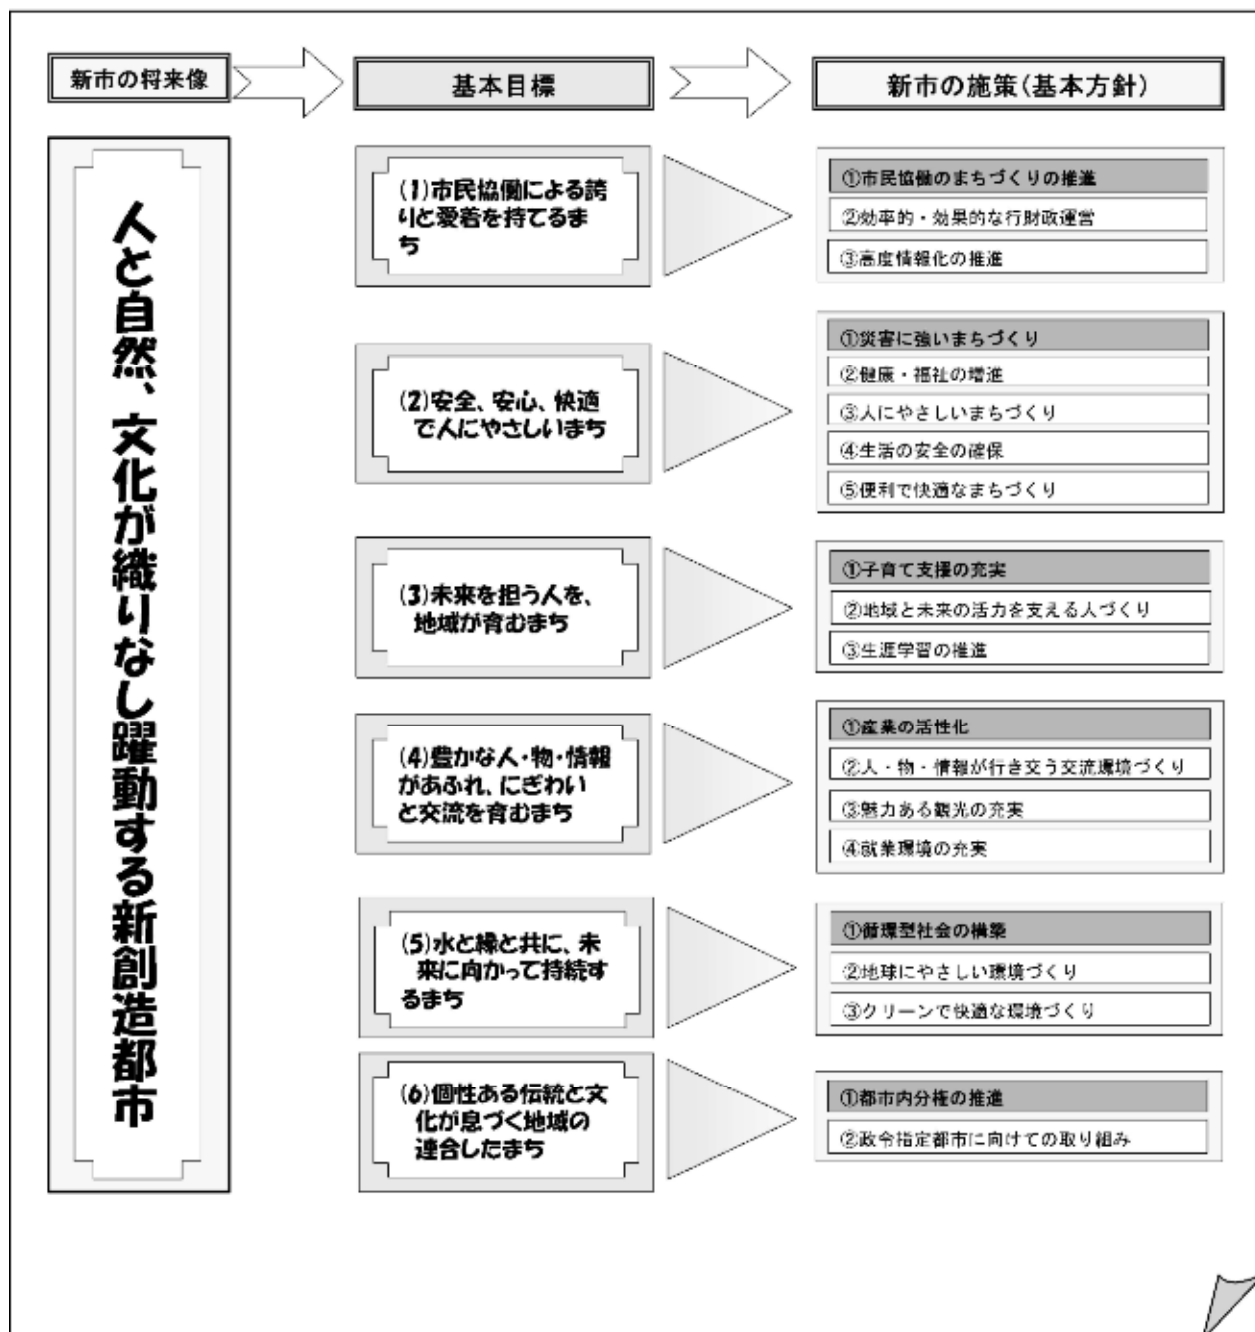 新市の将来像
基本目標
新市の施策(基本方針)
人と自然、文化が織りなし躍動する新創造都市
(1)市民協働による誇
りと愛着を持てるま
ち
①市民協働のまちづくりの推進
②効率的・効果的な行財政運営
③高度情報化の推進
(2)安全、安心、快適
で人にやさしいまち
①災害に強いまちづくり
②健康・福祉の増進
③人にやさしいまちづくり
④生活の安全の確保
⑤便利で快適なまちづくり
(3)未来を担う人を、
地域が育むまち
①子育て支援の充実
②地域と未来の活力を支える人づくり
③生涯学習の推進
(4)豊かな人・物・情報
があふれ、にぎわい
と交流を育むまち
①産業の活性化
②人・物・情報が行き交う交流環境づくり
③魅力ある観光の充実
④就業環境の充実
(5)水と緑と共に、未
来に向かって持続す
るまち
①循環型社会の構築
②地球にやさしい環境づくり
③クリーンで快適な環境づくり
(6)個性ある伝統と文
化が息づく地域の
連合したまち
①都市内分権の推進
②政令指定都市に向けての取り組み